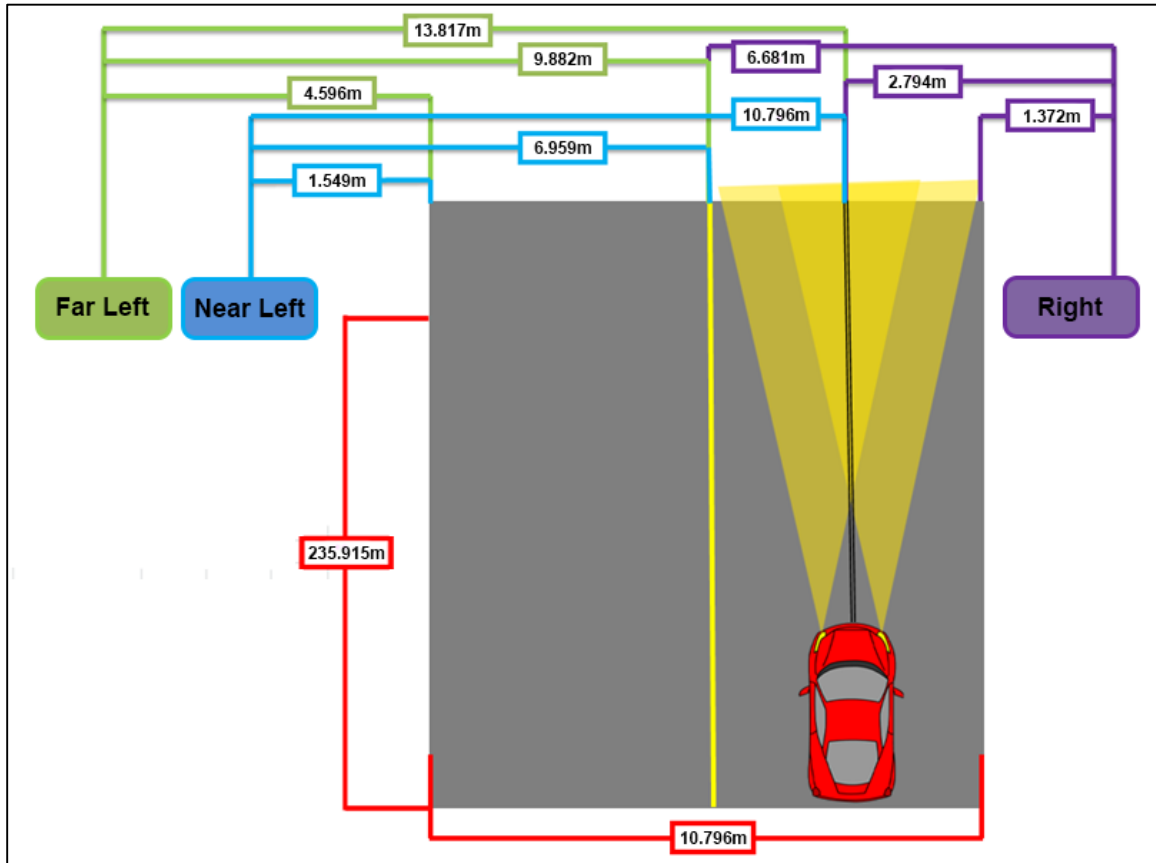 13.817m
9.882m
6.681m
2.794m
4.596m
10.796m
1.372m
6.959m
1.549m
Far Left
Near Left
Right
235.915m
10.796m